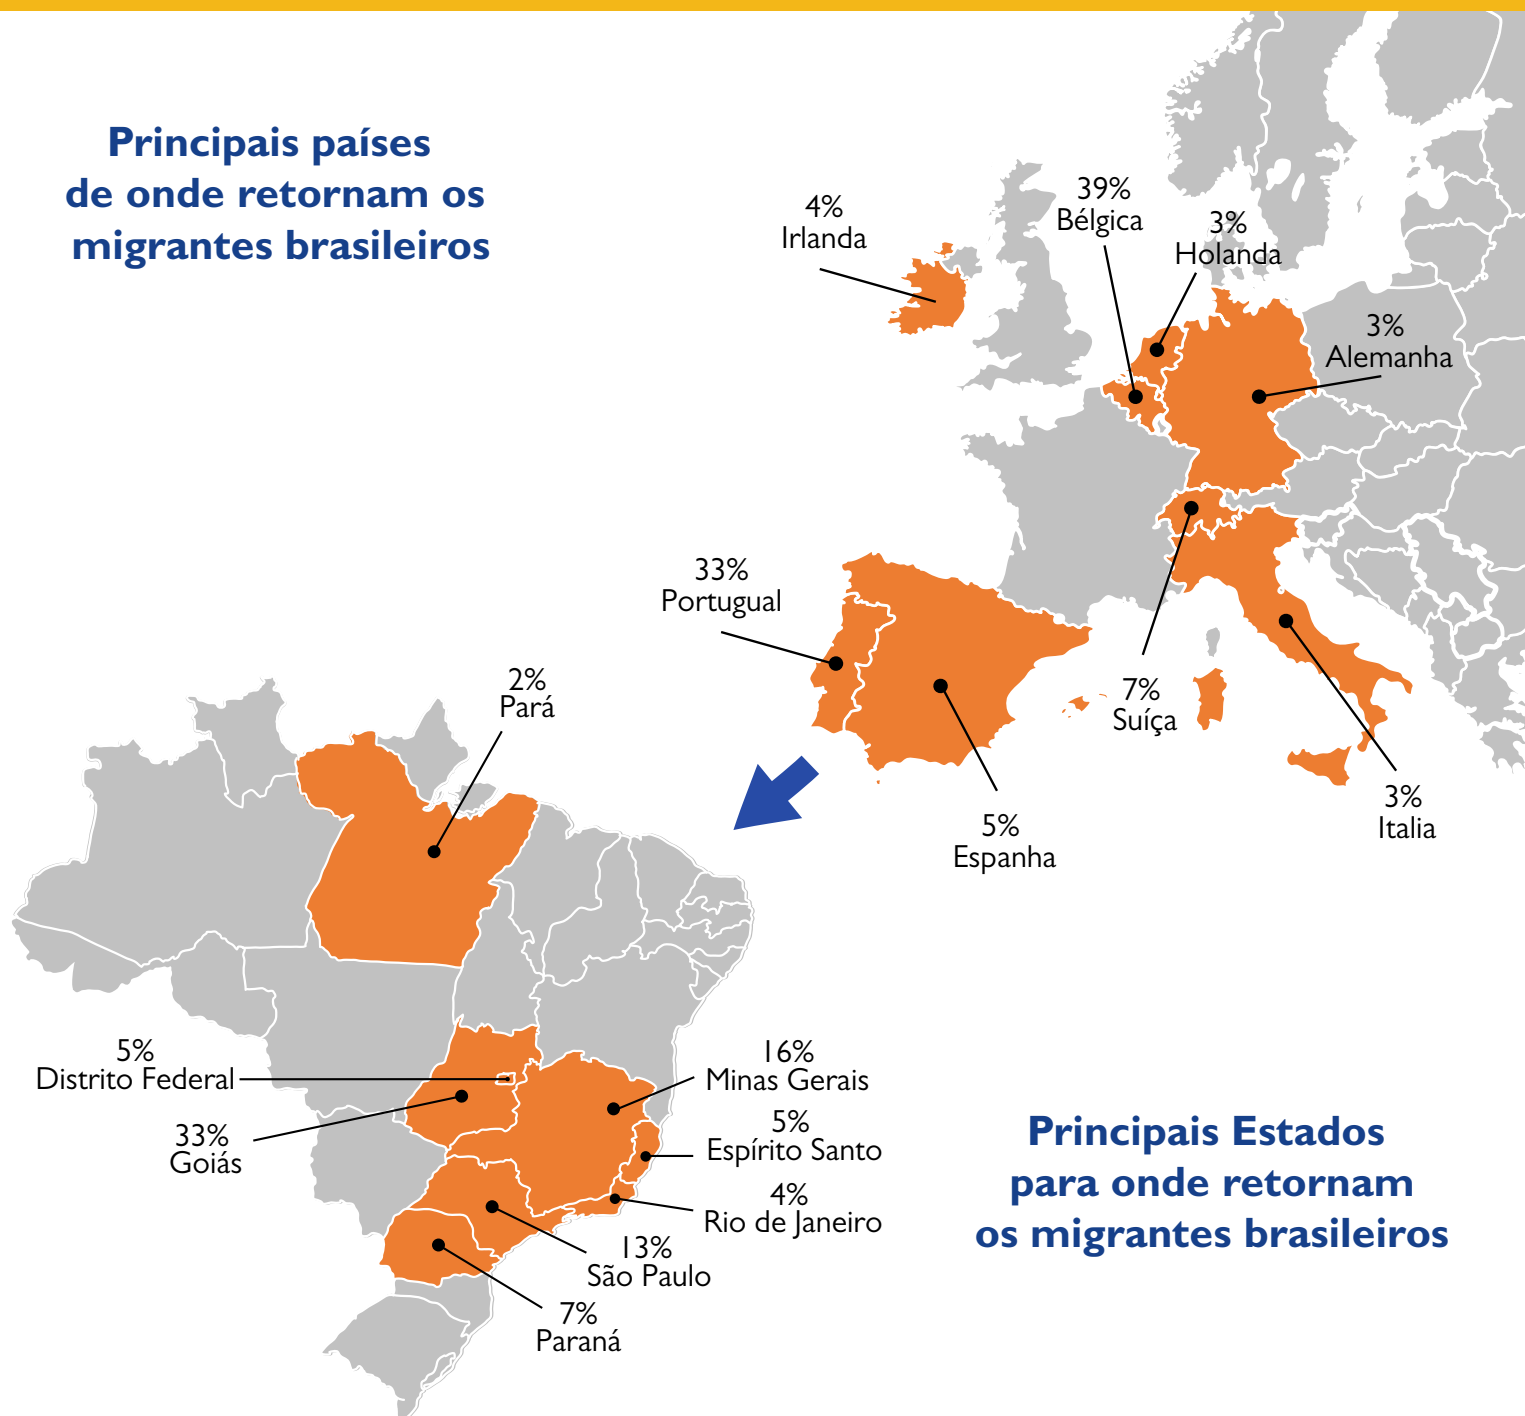 Principais países
de onde retornam os
migrantes brasileiros
4%
Irlanda
39%
Bélgica
3%
Holanda
3%
Alemanha
33%
Portugual
7%
Suíça
5%
Espanha
3%
Italia
2%
Pará
5%
Distrito Federal
33%
Goiás
16%
Minas Gerais
5%
Espírito Santo
4%
Rio de Janeiro
13%
São Paulo
7%
Paraná
Principais Estados
para onde retornam
os migrantes brasileiros